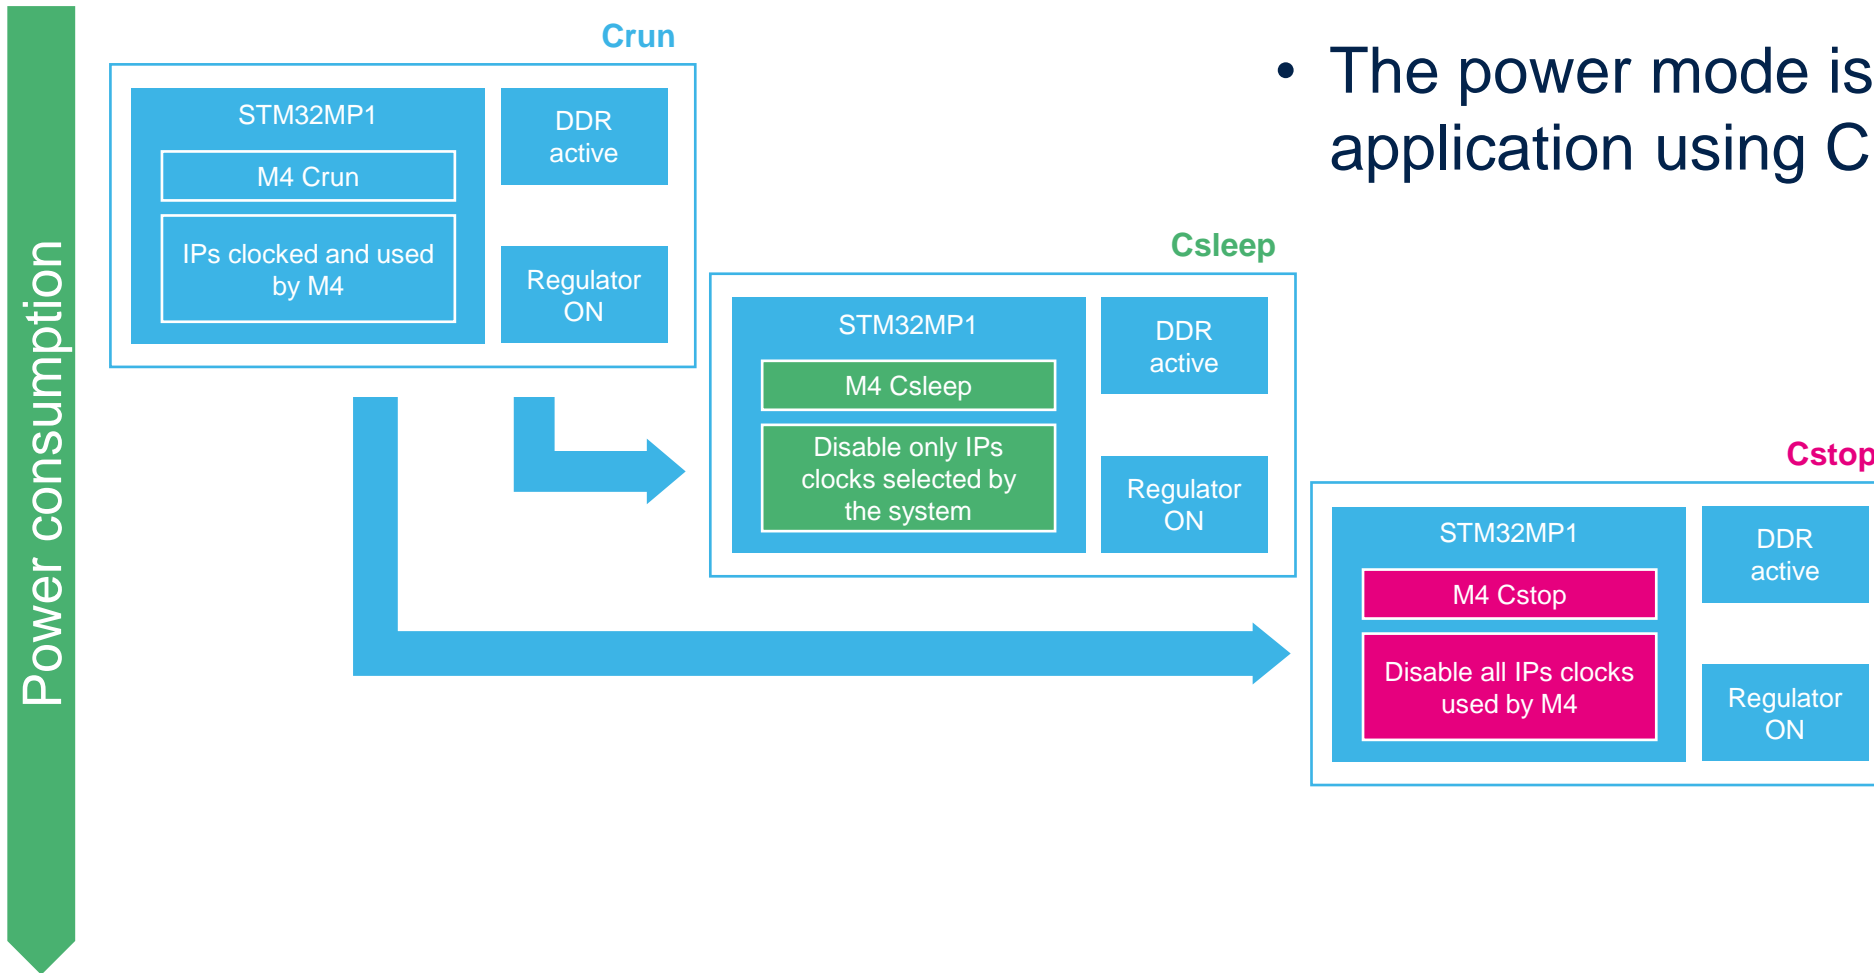 Power consumption
Crun
STM32MP1
M4 Crun
IPs clocked and used
by M4
DDR
active
Regulator
ON
• The power mode is
application using C
Csleep
STM32MP1
M4 Csleep
Disable only IPs
clocks selected by
the system
DDR
active
Regulator
ON
Cstop
STM32MP1
M4 Cstop
Disable all IPs clocks
used by M4
DDR
active
Regulator
ON